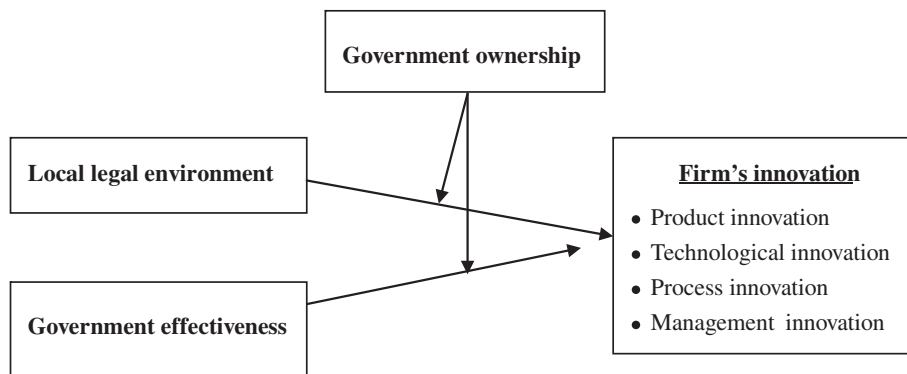 Government ownership
Local legal environment
Firm's innovation
• Product innovation
• Technological innovation
• Process innovation
• Management innovation
Government effectiveness